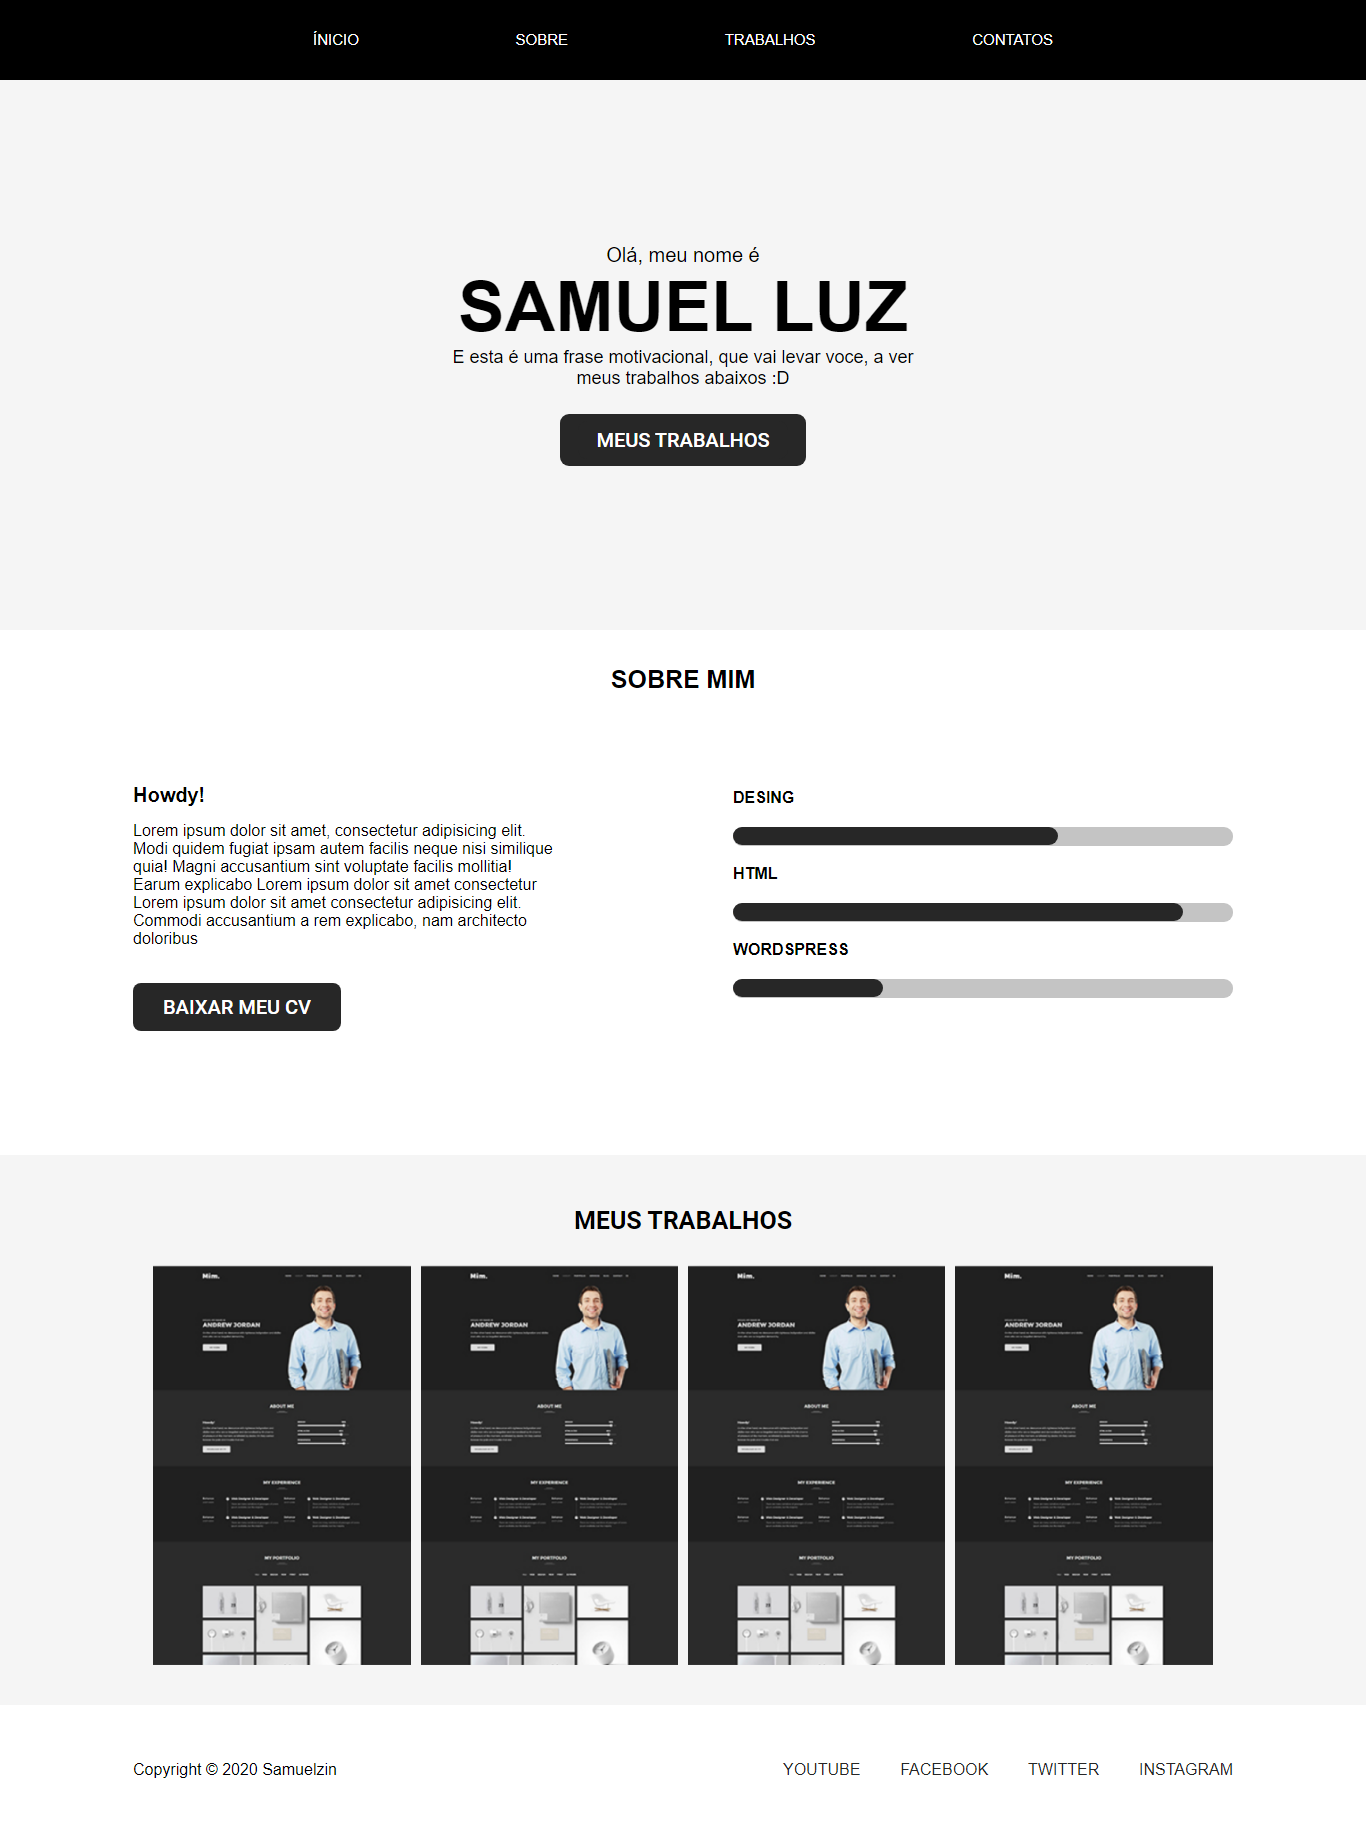 ÍNICIO SOBRE TRABALHOS CONTATOS
Olá, meu nome é
SAMUEL LUZ
E esta é uma frase motivacional, que vai levar voce, a ver
meus trabalhos abaixos :D
MEUS TRABALHOS
SOBRE MIM
Howdy!
Lorem ipsum dolor sit amet, consectetur adipisicing elit.
Modi quidem fugiat ipsam autem facilis neque nisi similique
quia! Magni accusantium sint voluptate facilis mollitia!
Earum explicabo Lorem ipsum dolor sit amet consectetur
Lorem ipsum dolor sit amet consectetur adipisicing elit.
Commodi accusantium a rem explicabo, nam architecto
doloribus
BAIXAR MEU CV
DESING
HTML
WORDSPRESS
MEUS TRABALHOS
Mim.
ANDREW JORDAN
ABOUT ME
Howdy!
MY EXPERIENCE
MY PORTFOLIO
Mim.
ANDREW JORDAN
ABOUT ME
Howdy!
MY EXPERIENCE
MY PORTFOLIO
Mim.
ANDREW JORDAN
ABOUT ME
Howdy!
MY EXPERIENCE
MY PORTFOLIO
Mim.
ANDREW JORDAN
ABOUT ME
Howdy!
MY EXPERIENCE
MY PORTFOLIO
Copyright © 2020 Samuelzin
YOUTUBE FACEBOOK TWITTER INSTAGRAM